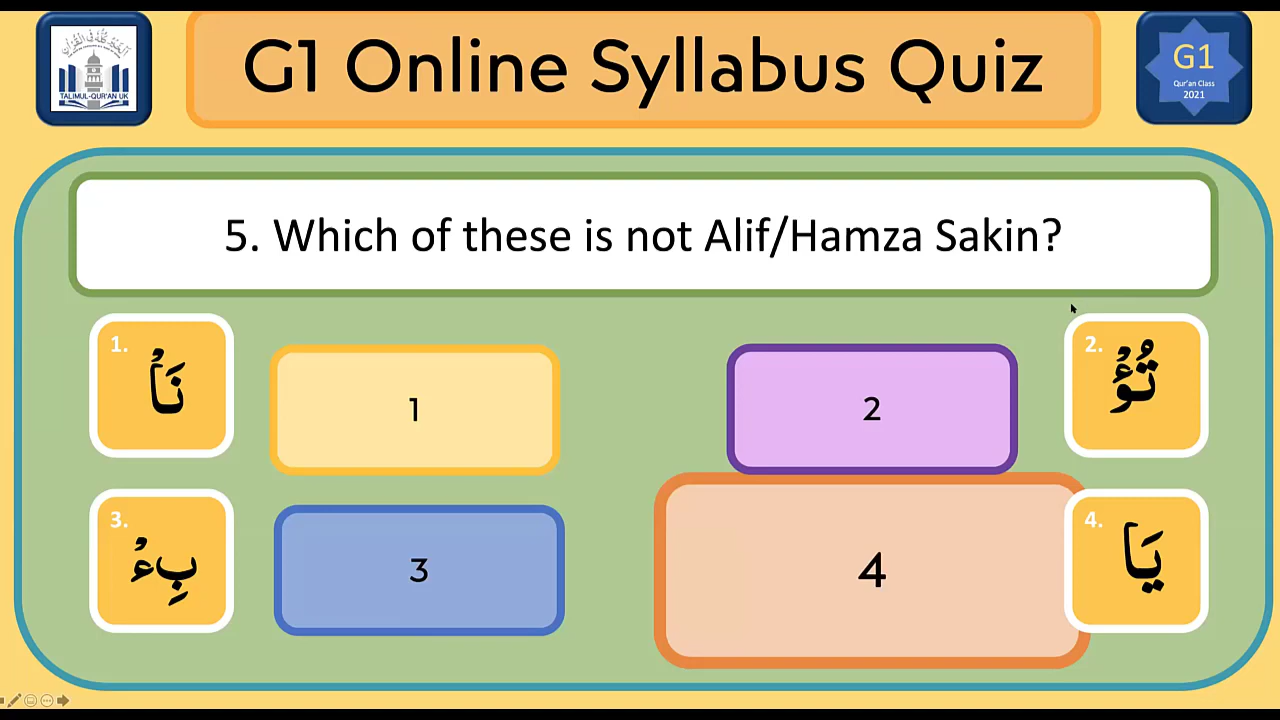 G1 Online Syllabus Quiz
TALIMUL-QUR'AN UK
G1
Qur'an Class
2021
5. Which of these is not Alif/Hamza Sakin?
1. نَأْ
1
2
2. تُؤْ
3. بِءْ
3
4
4. يَا